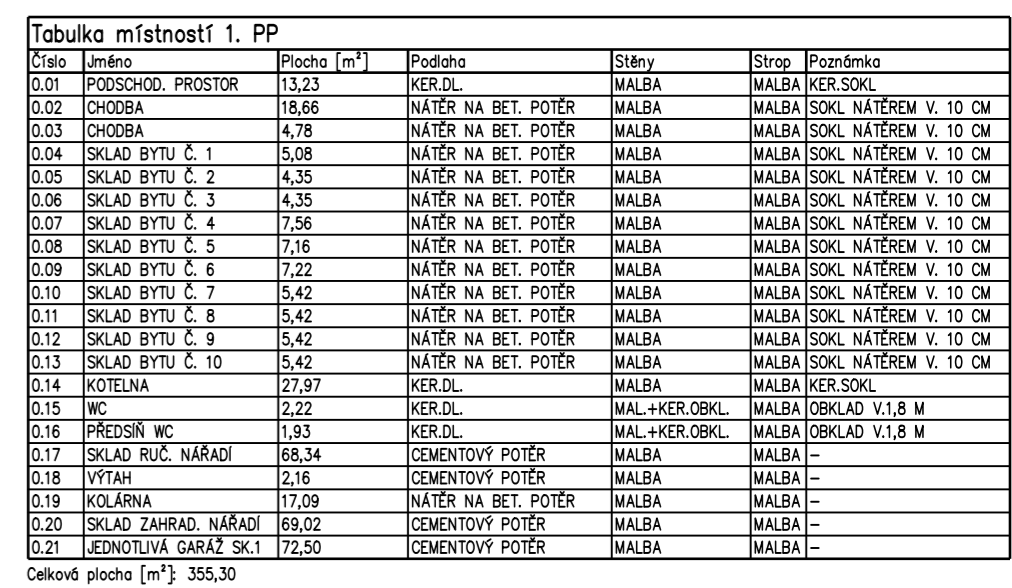 Tabulka místností 1. PP
Číslo Jméno Plocha [m²] Podlaha Stěny Strop Poznámka
0.01 PODSCHOD. PROSTOR 13,23 KER.DL. MALBA MALBA KER.SOKL
0.02 CHODBA 18,66 NÁTĚR NA BET. POTĚR MALBA MALBA SOKL NÁTĚREM V. 10 CM
0.03 CHODBA 4,78 NÁTĚR NA BET. POTĚR MALBA MALBA SOKL NÁTĚREM V. 10 CM
0.04 SKLAD BYTU Č. 1 5,08 NÁTĚR NA BET. POTĚR MALBA MALBA SOKL NÁTĚREM V. 10 CM
0.05 SKLAD BYTU Č. 2 4,35 NÁTĚR NA BET. POTĚR MALBA MALBA SOKL NÁTĚREM V. 10 CM
0.06 SKLAD BYTU Č. 3 4,35 NÁTĚR NA BET. POTĚR MALBA MALBA SOKL NÁTĚREM V. 10 CM
0.07 SKLAD BYTU Č. 4 7,56 NÁTĚR NA BET. POTĚR MALBA MALBA SOKL NÁTĚREM V. 10 CM
0.08 SKLAD BYTU Č. 5 7,16 NÁTĚR NA BET. POTĚR MALBA MALBA SOKL NÁTĚREM V. 10 CM
0.09 SKLAD BYTU Č. 6 7,22 NÁTĚR NA BET. POTĚR MALBA MALBA SOKL NÁTĚREM V. 10 CM
0.10 SKLAD BYTU Č. 7 5,42 NÁTĚR NA BET. POTĚR MALBA MALBA SOKL NÁTĚREM V. 10 CM
0.11 SKLAD BYTU Č. 8 5,42 NÁTĚR NA BET. POTĚR MALBA MALBA SOKL NÁTĚREM V. 10 CM
0.12 SKLAD BYTU Č. 9 5,42 NÁTĚR NA BET. POTĚR MALBA MALBA SOKL NÁTĚREM V. 10 CM
0.13 SKLAD BYTU Č. 10 5,42 NÁTĚR NA BET. POTĚR MALBA MALBA SOKL NÁTĚREM V. 10 CM
0.14 KOTELNA 27,97 KER.DL. MALBA MALBA KER.SOKL
0.15 WC 2,22 KER.DL. MAL.+KER.OBKL. MALBA OBKLAD V.1,8 M
0.16 PŘEDSÍŇ WC 1,93 KER.DL. MAL.+KER.OBKL. MALBA OBKLAD V.1,8 M
0.17 SKLAD RUČ. NÁŘADÍ 68,34 CEMENTOVÝ POTĚR MALBA MALBA –
0.18 VÝTAH 2,16 CEMENTOVÝ POTĚR MALBA MALBA –
0.19 KOLÁRNA 17,09 NÁTĚR NA BET. POTĚR MALBA MALBA –
0.20 SKLAD ZAHRAD. NÁŘADÍ 69,02 CEMENTOVÝ POTĚR MALBA MALBA –
0.21 JEDNOTLIVÁ GARÁŽ SK.1 72,50 CEMENTOVÝ POTĚR MALBA MALBA –
Celková plocha [m²]: 355,30